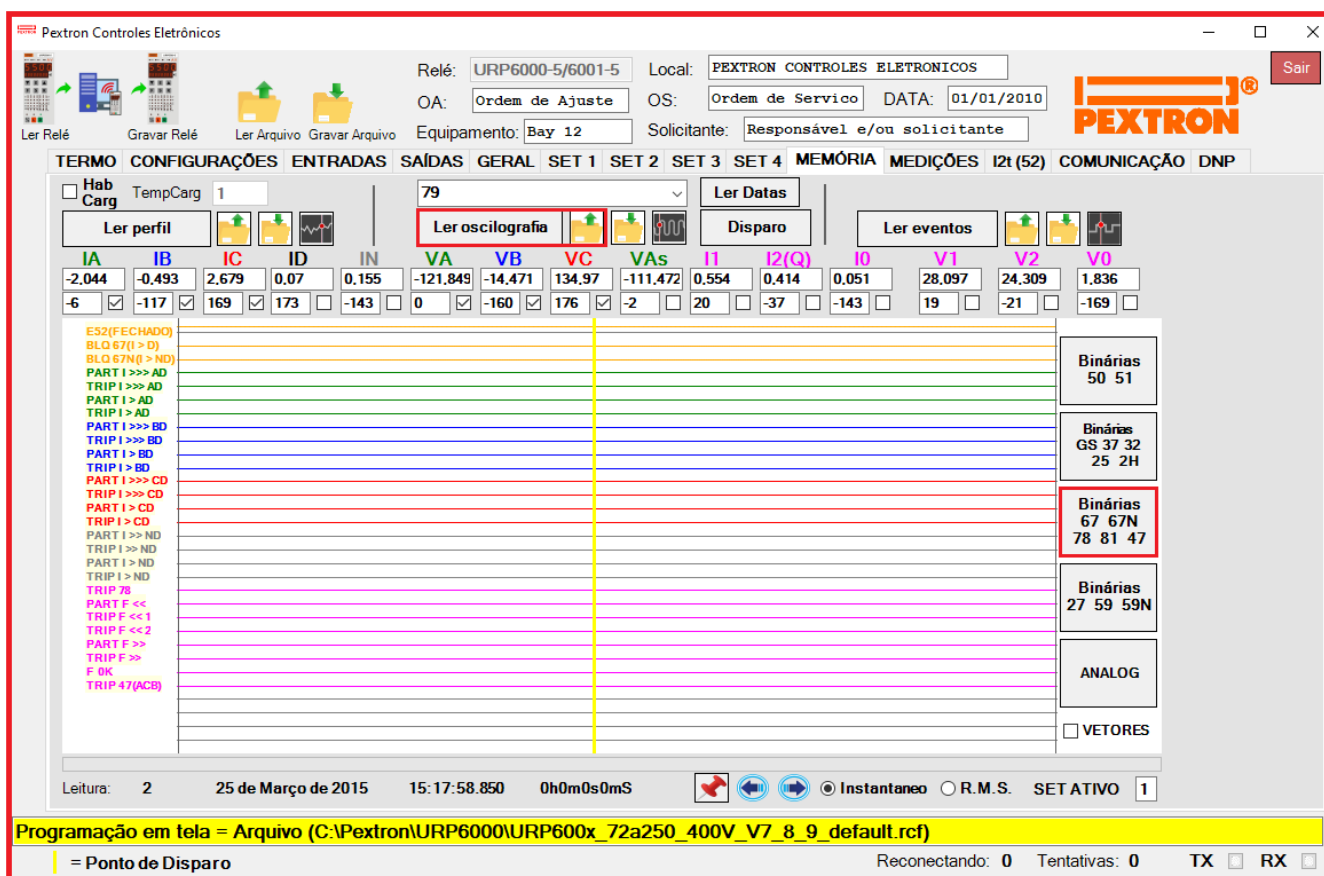 Pextron Controles Eletrônicos
Relé: URP6000-5/6001-5 Local: PEXTRON CONTROLES ELETRONICOS Sair
OA: Ordem de Ajuste OS: Ordem de Servico DATA: 01/01/2010
Ler Relé Gravar Relé Ler Arquivo Gravar Arquivo Equipamento: Bay 12 Solicitante: Responsável e/ou solicitante PEXTRON ®
TERMO CONFIGURAÇÕES ENTRADAS SAÍDAS GERAL SET 1 SET 2 SET 3 SET 4 MEMÓRIA MEDIÇÕES I2t (52) COMUNICAÇÃO DNP
Hab Carg TempCarg 1 79 Ler Datas
Ler perfil Ler oscilografia Disparo Ler eventos
IA IB IC ID IN VA VB VC VAs I1 I2(Q) I0 V1 V2 V0
-2,044 -0,493 2,679 0,07 0,155 -121,849 -14,471 134,97 -111,472 0,554 0,414 0,051 28,097 24,309 1,836
-6 -117 169 173 -143 0 -160 176 -2 20 -37 -143 19 -21 -169
E52(FECHADO)
BLQ 67(I > D)
BLQ 67N(I > ND)
PART I >>> AD
TRIP I >>> AD
PART I > AD
TRIP I > AD
PART I >>> BD
TRIP I >>> BD
PART I > BD
TRIP I > BD
PART I >>> CD
TRIP I >>> CD
PART I > CD
TRIP I > CD
PART I >> ND
TRIP I >> ND
PART I > ND
TRIP I > ND
TRIP 78
PART F <<
TRIP F << 1
TRIP F << 2
PART F >>
TRIP F >>
F 0K
TRIP 47(ACB)
Binárias
50 51
Binárias
GS 37 32
25 2H
Binárias
67 67N
78 81 47
Binárias
27 59 59N
ANALOG
VETORES
Leitura: 2 25 de Março de 2015 15:17:58.850 0h0m0s0mS Instantaneo R.M.S. SET ATIVO 1
Programação em tela = Arquivo (C:\Pextron\URP6000\URP600x_72a250_400V_V7_8_9_default.rcf)
= Ponto de Disparo Reconectando: 0 Tentativas: 0 TX RX